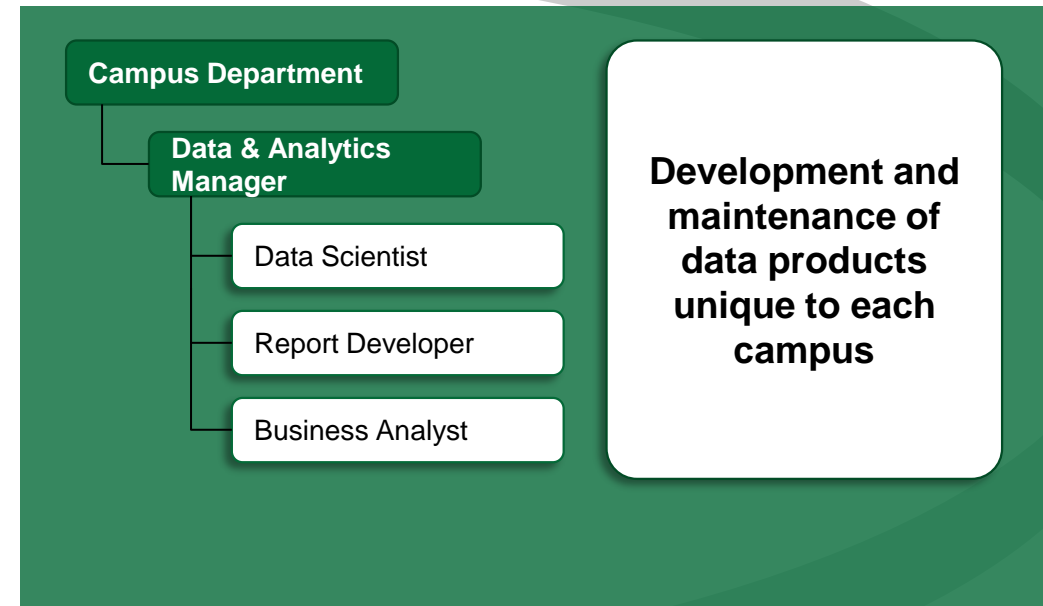 Campus Department
Data & Analytics
Manager
Data Scientist
Report Developer
Business Analyst
Development and
maintenance of
data products
unique to each
campus